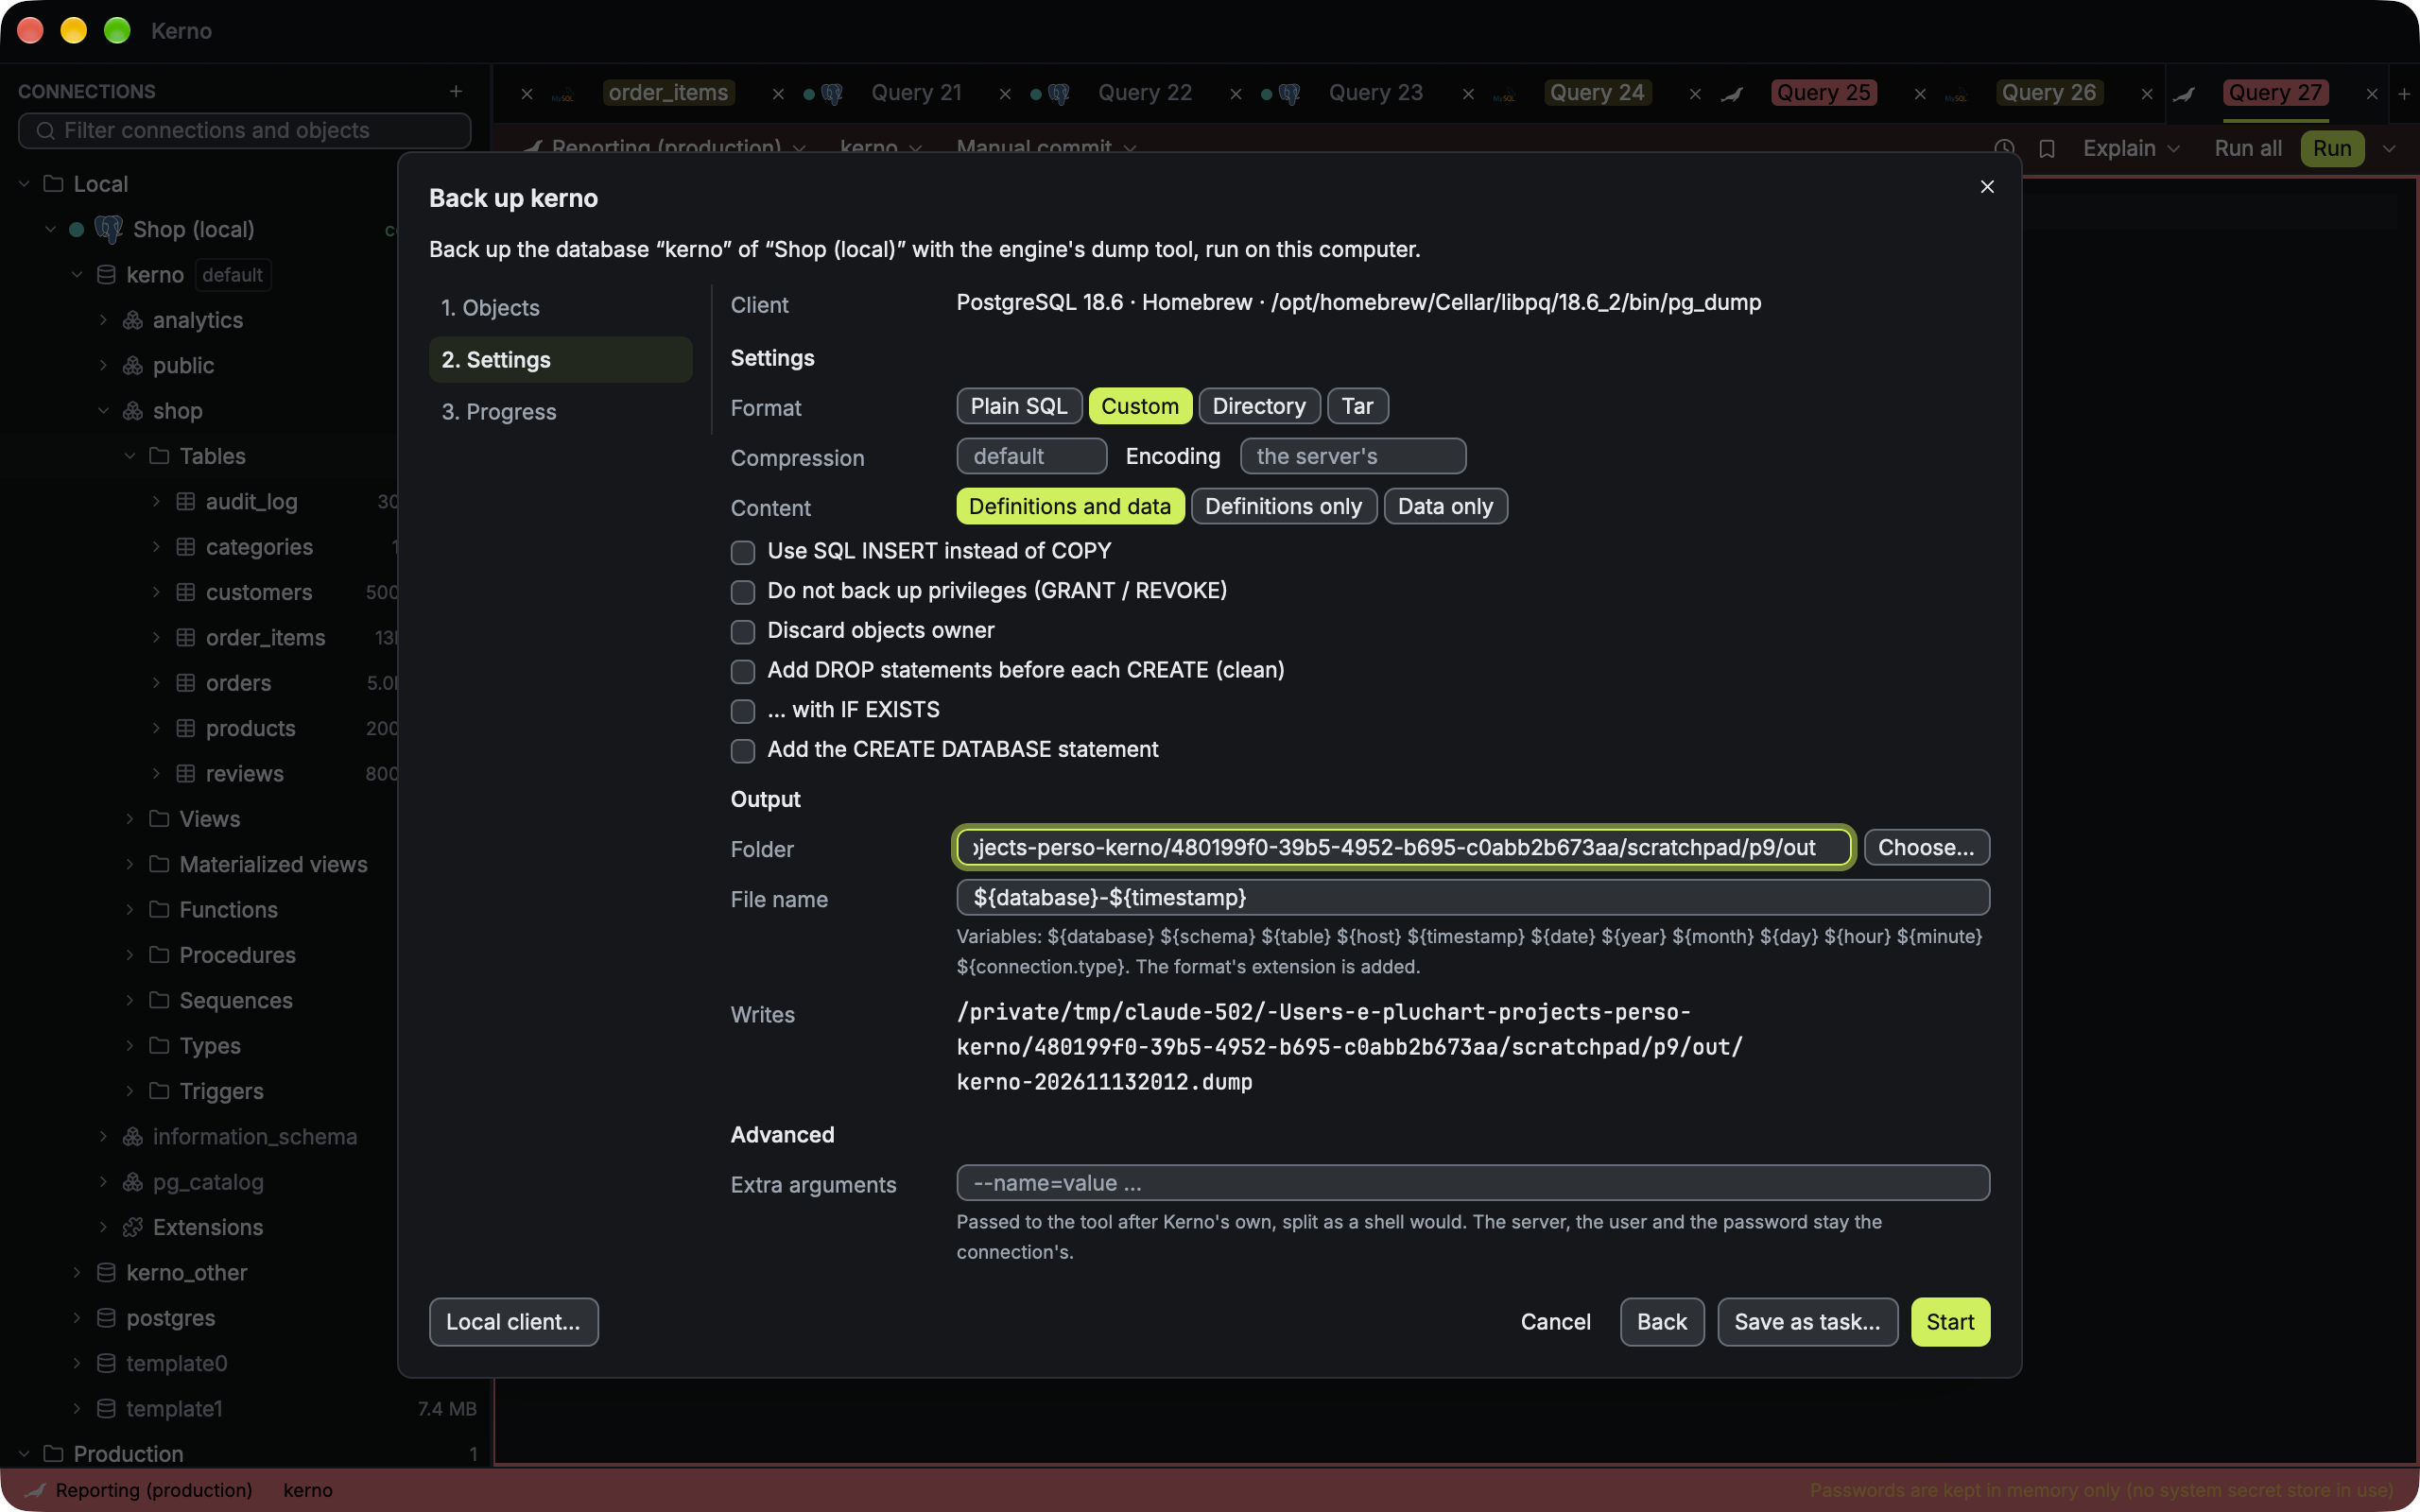 Kerno
CONNECTIONS
Filter connections and objects
Local
Shop (local)
kerno default
analytics
public
shop
Tables
audit_log
categories
customers
order_items
orders
products
reviews
Views
Materialized views
Functions
Procedures
Sequences
Types
Triggers
information_schema
pg_catalog
Extensions
kerno_other
postgres
template0
template1 7.4 MB
Production 1
order_items Query 21 Query 22 Query 23 Query 24 Query 25 Query 26 Query 27
Reporting (production) kerno Manual commit Explain Run all Run
Back up kerno
Back up the database “kerno” of “Shop (local)” with the engine's dump tool, run on this computer.
1. Objects
2. Settings
3. Progress
Client PostgreSQL 18.6 · Homebrew · /opt/homebrew/Cellar/libpq/18.6_2/bin/pg_dump
Settings
Format Plain SQL Custom Directory Tar
Compression default Encoding the server's
Content Definitions and data Definitions only Data only
Use SQL INSERT instead of COPY
Do not back up privileges (GRANT / REVOKE)
Discard objects owner
Add DROP statements before each CREATE (clean)
... with IF EXISTS
Add the CREATE DATABASE statement
Output
Folder jects-perso-kerno/480199f0-39b5-4952-b695-c0abb2b673aa/scratchpad/p9/out Choose...
File name ${database}-${timestamp}
Variables: ${database} ${schema} ${table} ${host} ${timestamp} ${date} ${year} ${month} ${day} ${hour} ${minute}
${connection.type}. The format's extension is added.
Writes /private/tmp/claude-502/-Users-e-pluchart-projects-perso-
kerno/480199f0-39b5-4952-b695-c0abb2b673aa/scratchpad/p9/out/
kerno-202611132012.dump
Advanced
Extra arguments --name=value ...
Passed to the tool after Kerno's own, split as a shell would. The server, the user and the password stay the
connection's.
Local client... Cancel Back Save as task... Start
Reporting (production) kerno Passwords are kept in memory only (no system secret store in use)